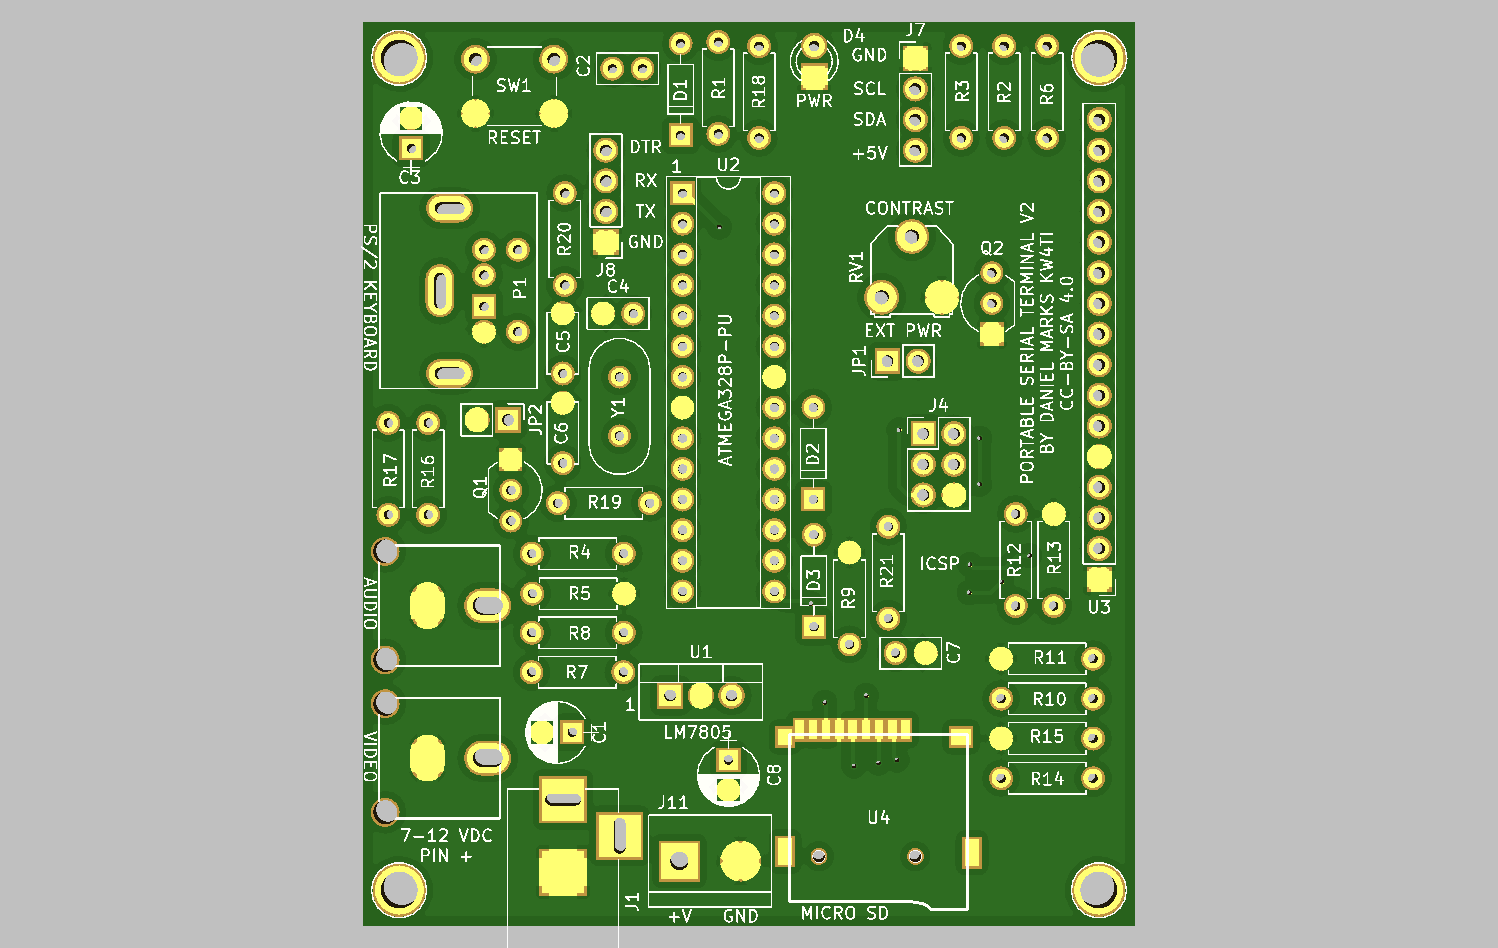 J7
D4
GND
C2
SW1
D1
R1
R18
R3
R2
R6
SCL
PWR
SDA
RESET
DTR
+5V
U2
1
C3
RX
TX
CONTRAST
GND
PS/2 KEYBOARD
R20
Q2
RV1
J8
P1
C4
EXT PWR
PORTABLE SERIAL TERMINAL V2
BY DANIEL MARKS KW4TI
CC-BY-SA 4.0
C5
ATMEGA328P-PU
JP1
Y1
JP2
J4
C6
D2
R17
R16
Q1
R19
R4
ICSP
R12
R13
R21
D3
R5
R9
AUDIO
U3
R8
R7
U1
C7
R11
R10
1
C1
LM7805
R15
VIDEO
C8
R14
J11
U4
7-12 VDC
PIN +
J1
+V
GND
MICRO SD